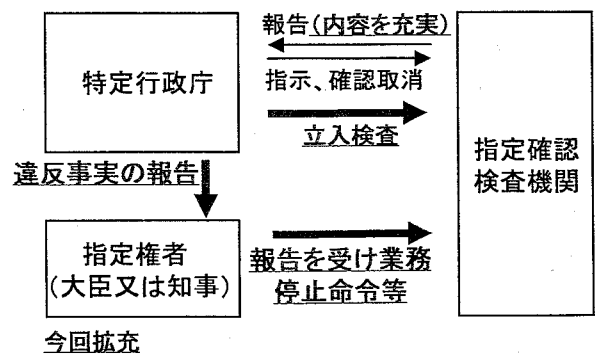 報告(内容を充実)
特定行政庁
指示、確認取消
立入検査
指定確認
検査機関
違反事実の報告
指定権者
(大臣又は知事)
報告を受け業務
停止命令等
今回拡充